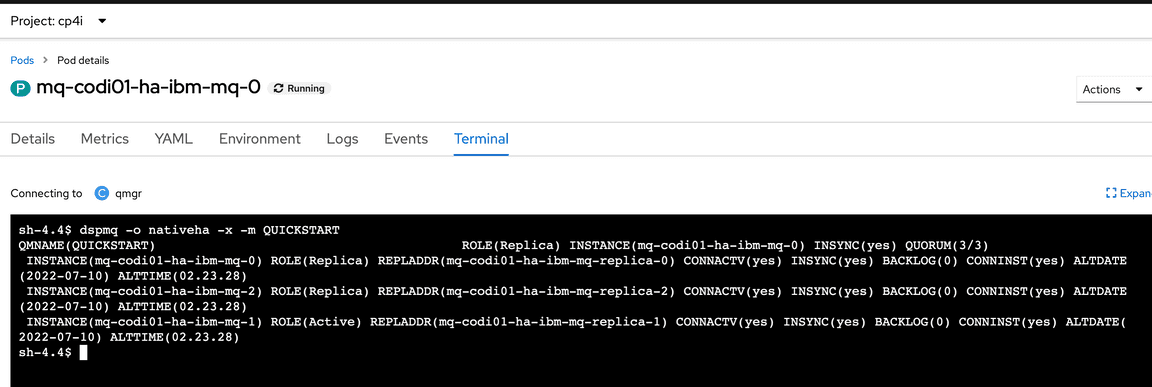 Project: cp4i
Pods > Pod details
P mq-codi01-ha-ibm-mq-0 Running
Actions
Details Metrics YAML Environment Logs Events Terminal
Connecting to C qmgr
Expan
sh-4.4$ dspmq -o nativeha -x -m QUICKSTART
QMNAME(QUICKSTART) ROLE(Replica) INSTANCE(mq-codi01-ha-ibm-mq-0) INSYNC(yes) QUORUM(3/3)
INSTANCE(mq-codi01-ha-ibm-mq-0) ROLE(Replica) REPLADDR(mq-codi01-ha-ibm-mq-replica-0) CONNACTV(yes) INSYNC(yes) BACKLOG(0) CONNINST(yes) ALTDATE
(2022-07-10) ALTTIME(02.23.28)
INSTANCE(mq-codi01-ha-ibm-mq-2) ROLE(Replica) REPLADDR(mq-codi01-ha-ibm-mq-replica-2) CONNACTV(yes) INSYNC(yes) BACKLOG(0) CONNINST(yes) ALTDATE
(2022-07-10) ALTTIME(02.23.28)
INSTANCE(mq-codi01-ha-ibm-mq-1) ROLE(Active) REPLADDR(mq-codi01-ha-ibm-mq-replica-1) CONNACTV(yes) INSYNC(yes) BACKLOG(0) CONNINST(yes) ALTDATE(
2022-07-10) ALTTIME(02.23.28)
sh-4.4$